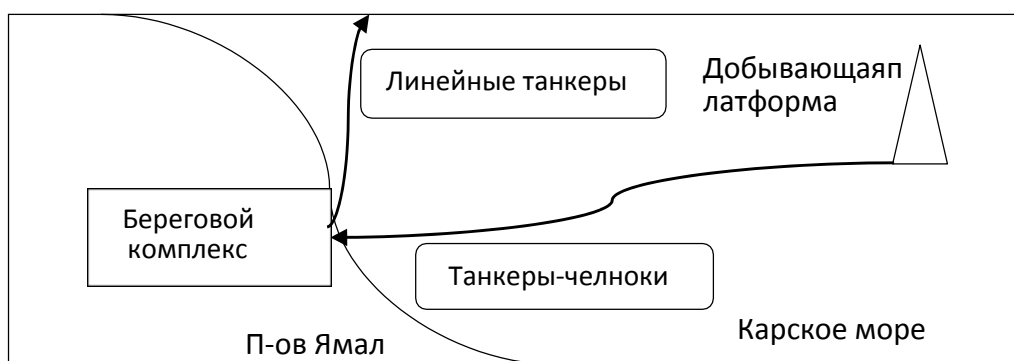 Линейные танкеры
Добывающаяп
латформа
Береговой
комплекс
Танкеры-челноки
П-ов Ямал
Карское море